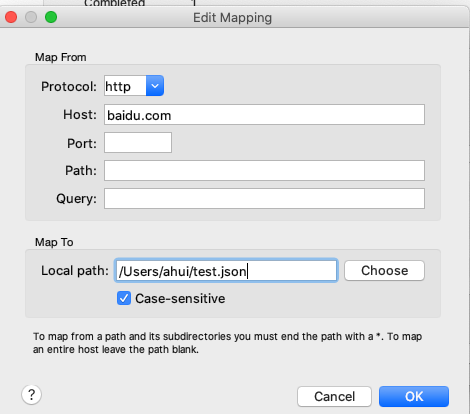 Completed 1
Edit Mapping
Map From
Protocol: http
Host: baidu.com
Port:
Path:
Query:
Map To
Local path: /Users/ahui/test.json Choose
Case-sensitive
To map from a path and its subdirectories you must end the path with a *. To map
an entire host leave the path blank.
? Cancel OK